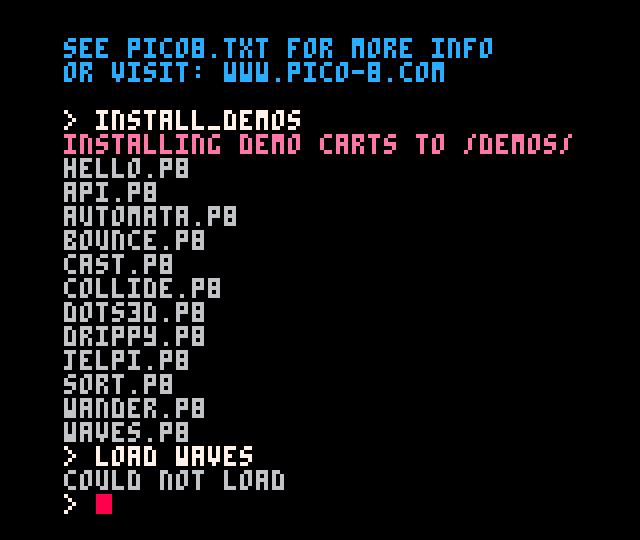 SEE PICO8.TXT FOR MORE INFO
OR VISIT: WWW.PICO-8.COM
> INSTALL_DEMOS
INSTALLING DEMO CARTS TO /DEMOS/
HELLO.P8
API.P8
AUTOMATA.P8
BOUNCE.P8
CAST.P8
COLLIDE.P8
DOTS3D.P8
DRIPPY.P8
JELPI.P8
SORT.P8
WANDER.P8
WAVES.P8
> LOAD WAVES
COULD NOT LOAD
>